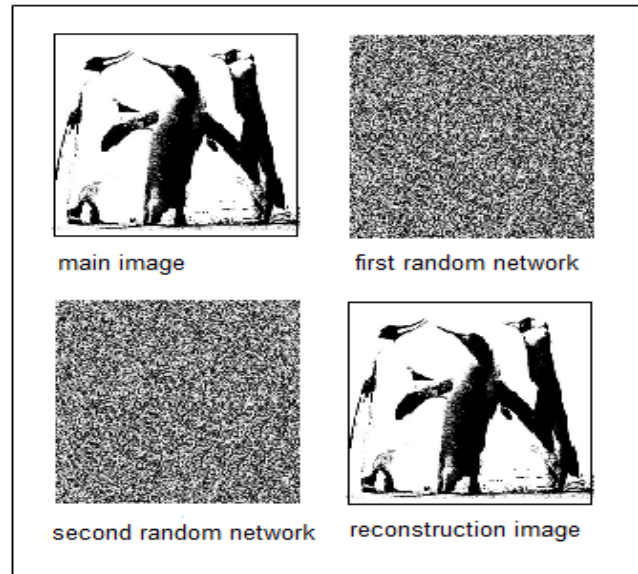 main image
first random network
second random network
reconstruction image